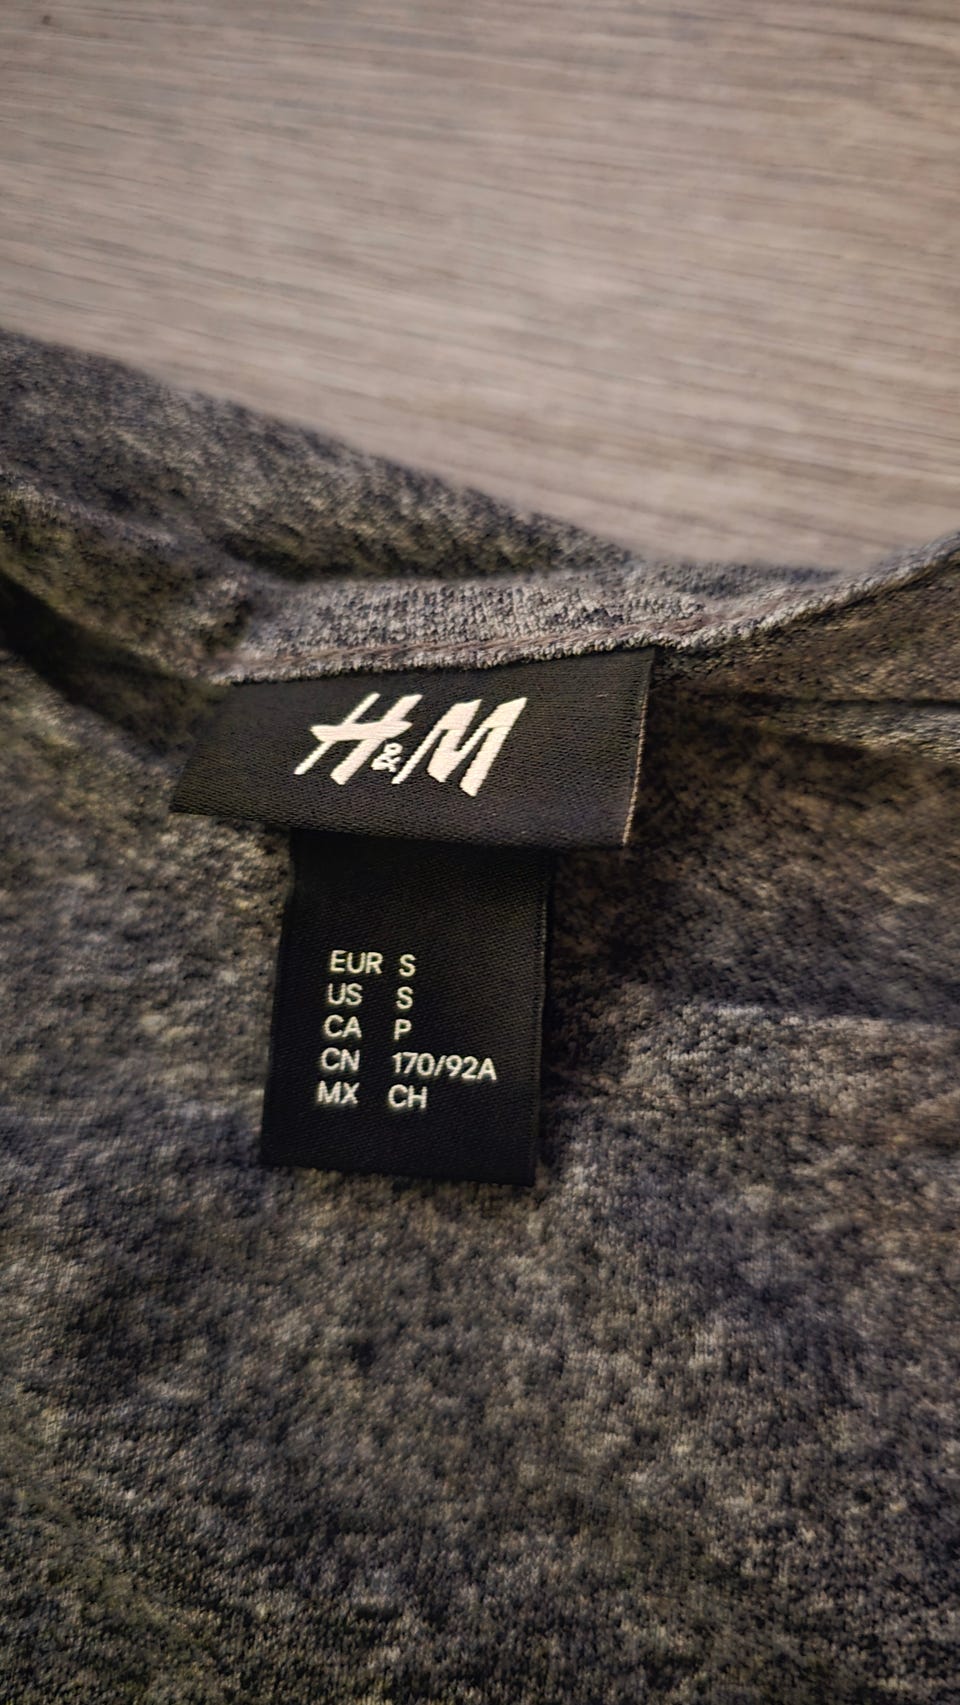 H&M
EUR S
US S
CA P
CN 170/92A
MX CH